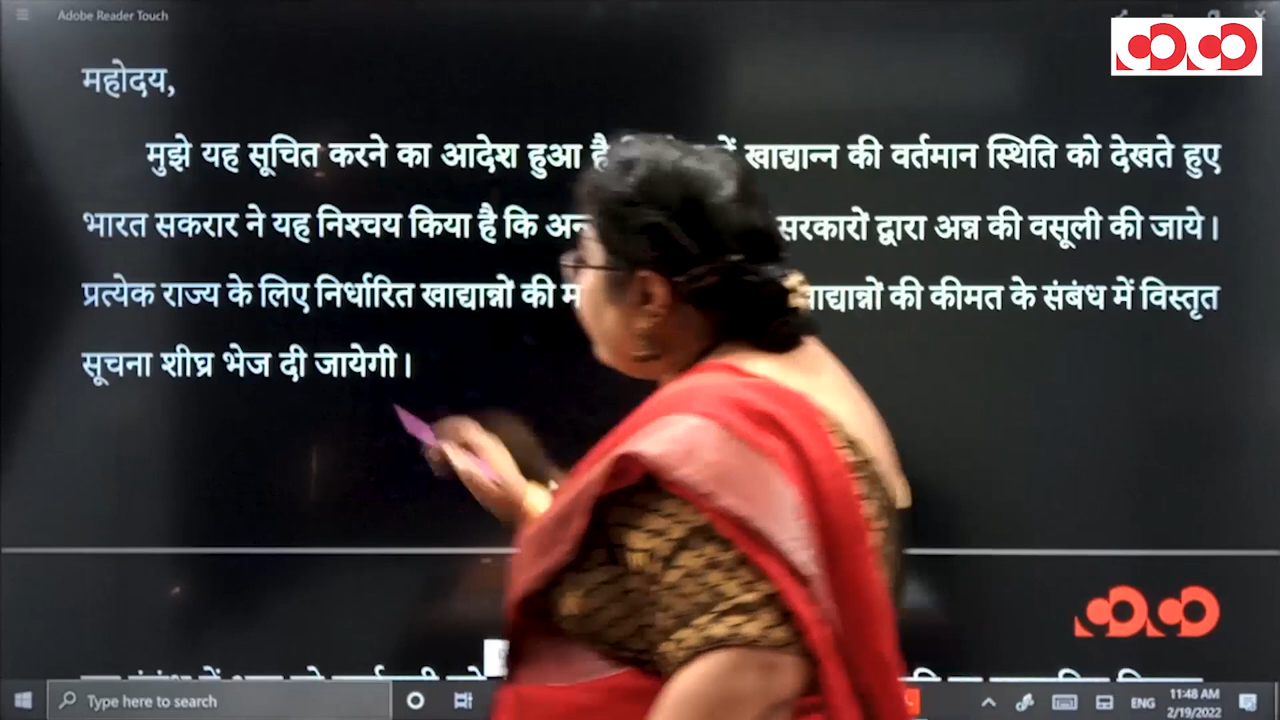 Adobe Reader Touch
महोदय,
मुझे यह सूचित करने का आदेश हुआ है खाद्यान्न की वर्तमान स्थिति को देखते हुए
भारत सकरार ने यह निश्चय किया है कि सरकारों द्वारा अन्न की वसूली की जाये।
प्रत्येक राज्य के लिए निर्धारित खाद्यान्नों की की कीमत के संबंध में विस्तृत
सूचना शीघ्र भेज दी जायेगी।
Type here to search
ENG
11:48 AM
2/19/2022